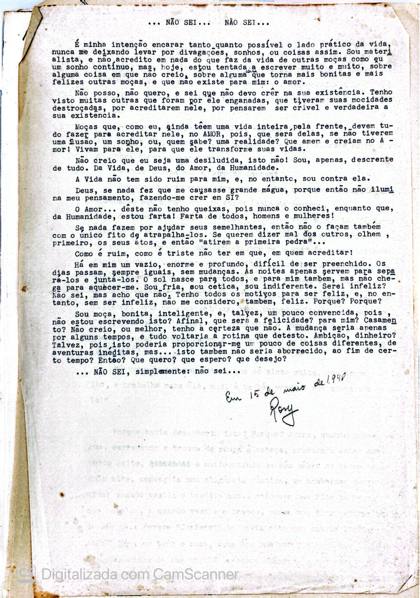 ... NÃO SEI... NÃO SEI...
É minha intenção encarar tanto quanto possível o lado prático da vida,
nunca me deixando levar por divagações, sonhos, ou coisas assim. Sou materi
alista, e não acredito em nada do que faz da vida de outras moças como eu
um sonho contínuo, mas, hoje, estou tentada a escrever muito e muito, sobre
alguma coisa em que não creio, sobre alguma que torna mais bonitas e mais
felizes outras moças, e que não existe para mim: o amor.
Não posso, não quero, e sei que não devo crêr na sua existência. Tenho
visto muitas outras que foram por ele enganadas, que tiveram suas mocidades
destroçadas, por acreditarem nele, por pensarem ser crível e verdadeira a
sua existencia.
Moças que, como eu, ainda têm uma vida inteira pela frente, devem tu-
do fazer para acreditar nele, no AMOR, pois, que será delas, se não tiverem
uma ilusão, um sonho, ou, quem sabe? uma realidade? Que amem e creiam no A-
mor! Vivam para ele, para que ele transforme suas vidas.
Não creio que eu seja uma desiludida, isto não! Sou, apenas, descrente
de tudo. Da Vida, de Deus, do Amor, da Humanidade.
A Vida não tem sido ruim para mim, e, no entanto, sou contra ela.
Deus, se nada fez que me causasse grande mágua, porque então não ilumi
na meu pensamento, fazendo-me crer em SI?
O Amor... dêste não tenho queixas, pois nunca o conheci, enquanto que,
da Humanidade, estou farta! Farta de todos, homens e mulheres!
Se nada fazem por ajudar seus semelhantes, então não o façam também
com o unico fito de atrapalha-los. Se querem dizer mal dos outros, olhem ,
primeiro, os seus átos, e então "atirem a primeira pedra"...
Como é ruim, como é triste não ter em que, em quem acreditar!
Há em mim um vazio, enorme e profundo, difícil de ser preenchido. Os
dias passam, sempre iguais, sem mudanças. As noites apenas servem para sepa
rá-los e juntá-los. O sol nasce para todos, e para mim tambem, mas não che
ga para aquècer-me. Sou fria, sou cetica, sou indiferente. Serei infeliz?
Não sei, mas acho que não. Tenho todos os motivos para ser feliz, e, no en-
tanto, sem ser infeliz, não me considero, tambem, feliz. Porque? Porque?
Sou moça, bonita, inteligente, e, talvez, um pouco convencida, pois ,
não estou escrevendo isto? Afinal, que será a felicidade? para mim? Casamen
to? Não creio, ou melhor, tenho a certeza que não. A mudança seria apenas
por alguns tempos, e tudo voltaria a rotina que detesto. Ambição, dinheiro?
Talvez, pois isto poderia proporcionar-me um pouco de coisas diferentes, de
aventuras ineditas, mas... isto também não seria aborrecido, ao fim de cer-
to tempo? Então? Que quero? que espero? que desejo?
... NÃO SEI, simplemente: não sei...
Em 15 de maio de 194
Digitalizada com CamScanner